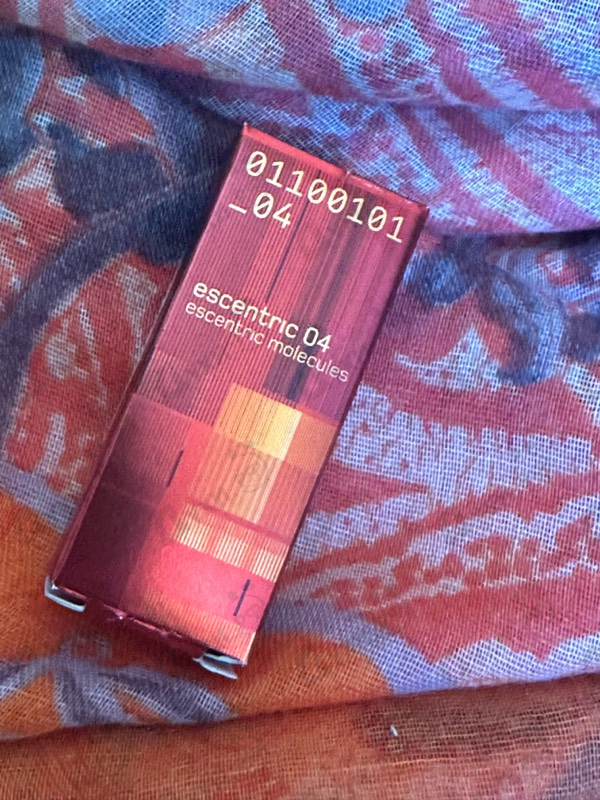 01100101
_04
escentric 04
escentric molecules